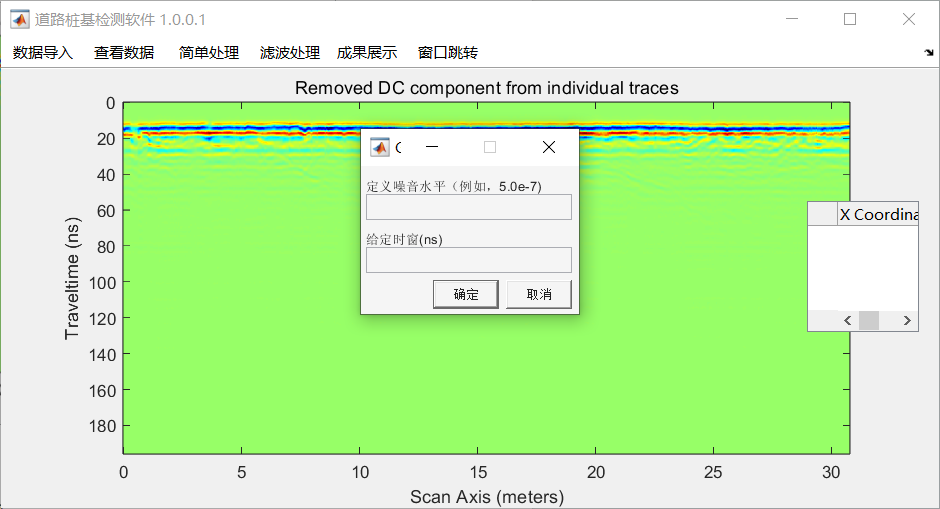 道路桩基检测软件 1.0.0.1
数据导入 查看数据 简单处理 滤波处理 成果展示 窗口跳转
Removed DC component from individual traces
0
20
40
60
80
100
120
140
160
180
Traveltime (ns)
定义噪音水平（例如，5.0e-7)
给定时窗(ns)
确定 取消
X Coordina
0 5 10 15 20 25 30
Scan Axis (meters)